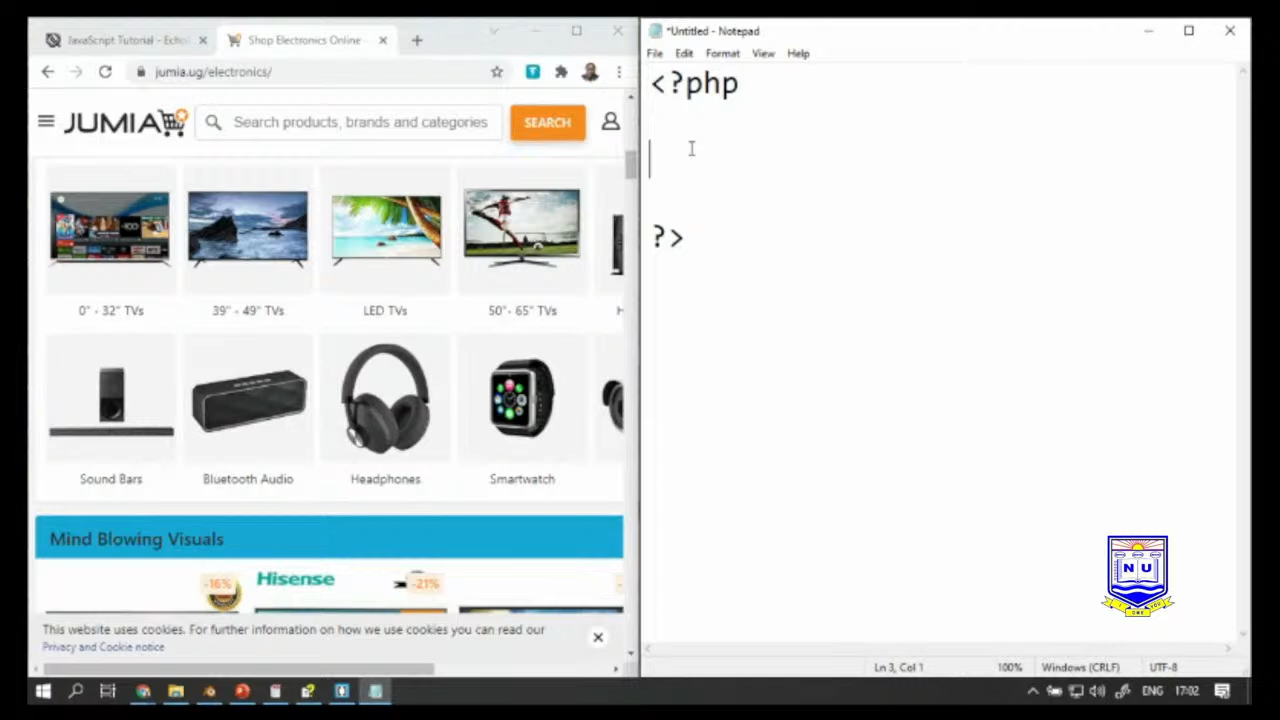 JavaScript Tutorial - Echo
Shop Electronics Online -
jumia.ug/electronics/
JUMIA
Search products, brands and categories
SEARCH
0" - 32" TVs
39" - 49" TVs
LED TVs
50"- 65" TVs
H
Sound Bars
Bluetooth Audio
Headphones
Smartwatch
Mind Blowing Visuals
-16%
Hisense
-21%
This website uses cookies. For further information on how we use cookies you can read our
Privacy and Cookie notice
*Untitled - Notepad
File Edit Format View Help
<?php
?>
N U
Ln 3, Col 1
100%
Windows (CRLF)
UTF-8
ENG
17:02